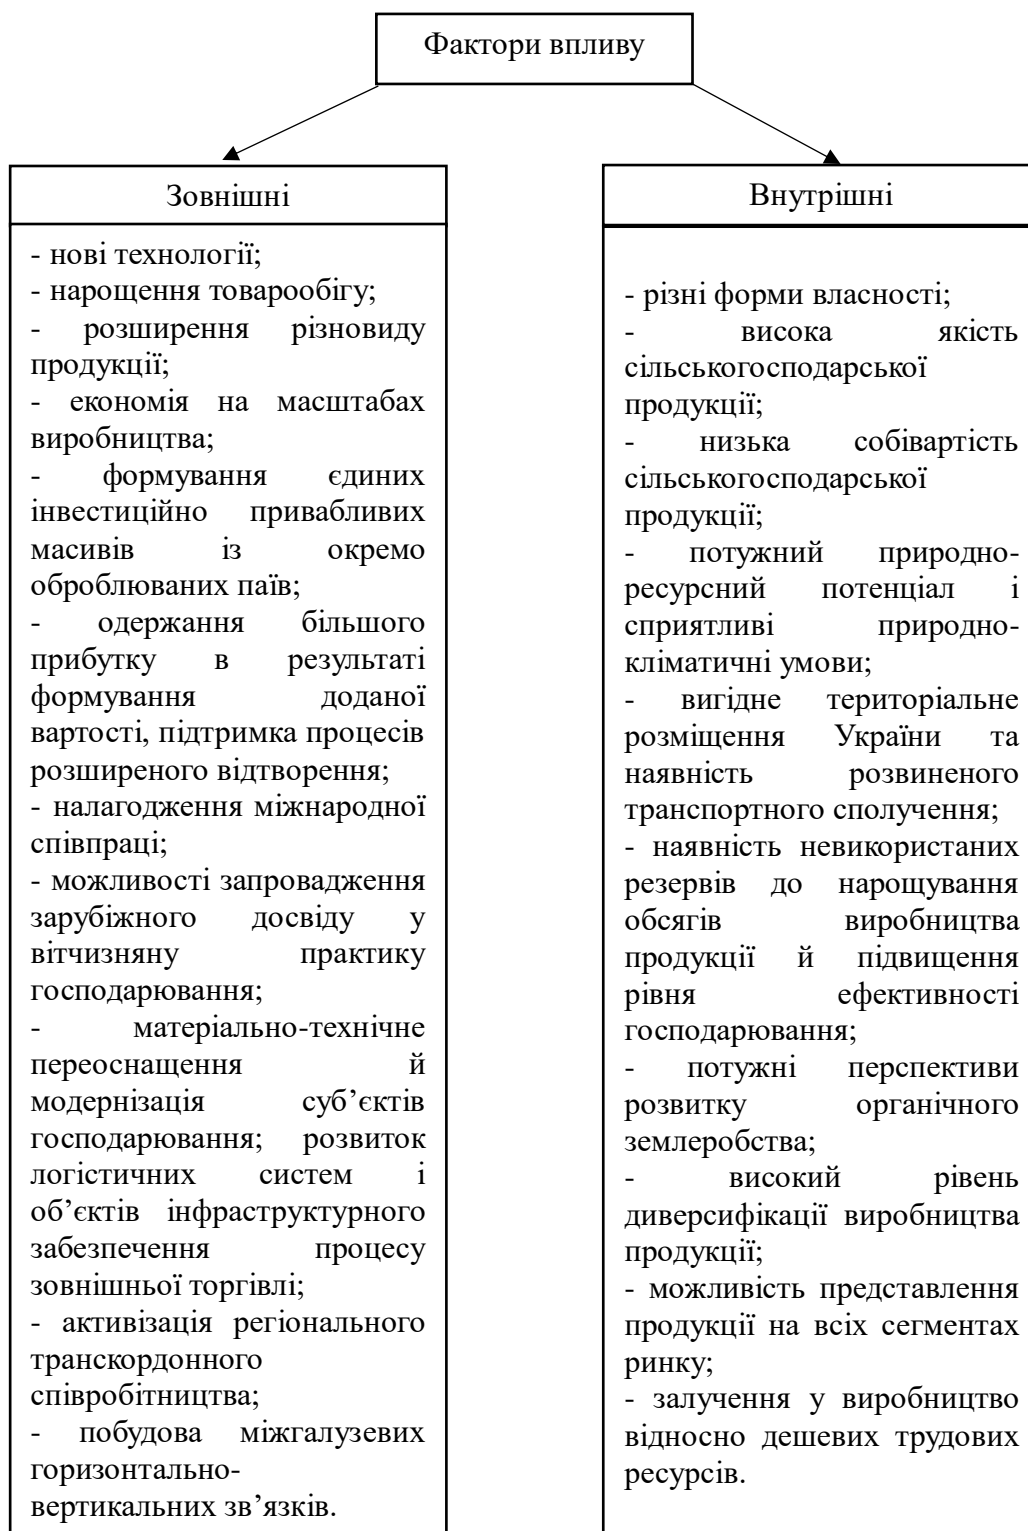 Фактори впливу
Зовнішні
- нові технології;
- нарощення товарообігу;
- розширення різновиду
продукції;
- економія на масштабах
виробництва;
- формування єдиних
інвестиційно привабливих
масивів із окремо
оброблюваних паїв;
- одержання більшого
прибутку в результаті
формування доданої
вартості, підтримка процесів
розширеного відтворення;
- налагодження міжнародної
співпраці;
- можливості запровадження
зарубіжного досвіду у
вітчизняну практику
господарювання;
- матеріально-технічне
переоснащення й
модернізація суб’єктів
господарювання; розвиток
логістичних систем і
об’єктів інфраструктурного
забезпечення процесу
зовнішньої торгівлі;
- активізація регіонального
транскордонного
співробітництва;
- побудова міжгалузевих
горизонтально-
вертикальних зв’язків.
Внутрішні
- різні форми власності;
- висока якість
сільськогосподарської
продукції;
- низька собівартість
сільськогосподарської
продукції;
- потужний природно-
ресурсний потенціал і
сприятливі природно-
кліматичні умови;
- вигідне територіальне
розміщення України та
наявність розвиненого
транспортного сполучення;
- наявність невикористаних
резервів до нарощування
обсягів виробництва
продукції й підвищення
рівня ефективності
господарювання;
- потужні перспективи
розвитку органічного
землеробства;
- високий рівень
диверсифікації виробництва
продукції;
- можливість представлення
продукції на всіх сегментах
ринку;
- залучення у виробництво
відносно дешевих трудових
ресурсів.